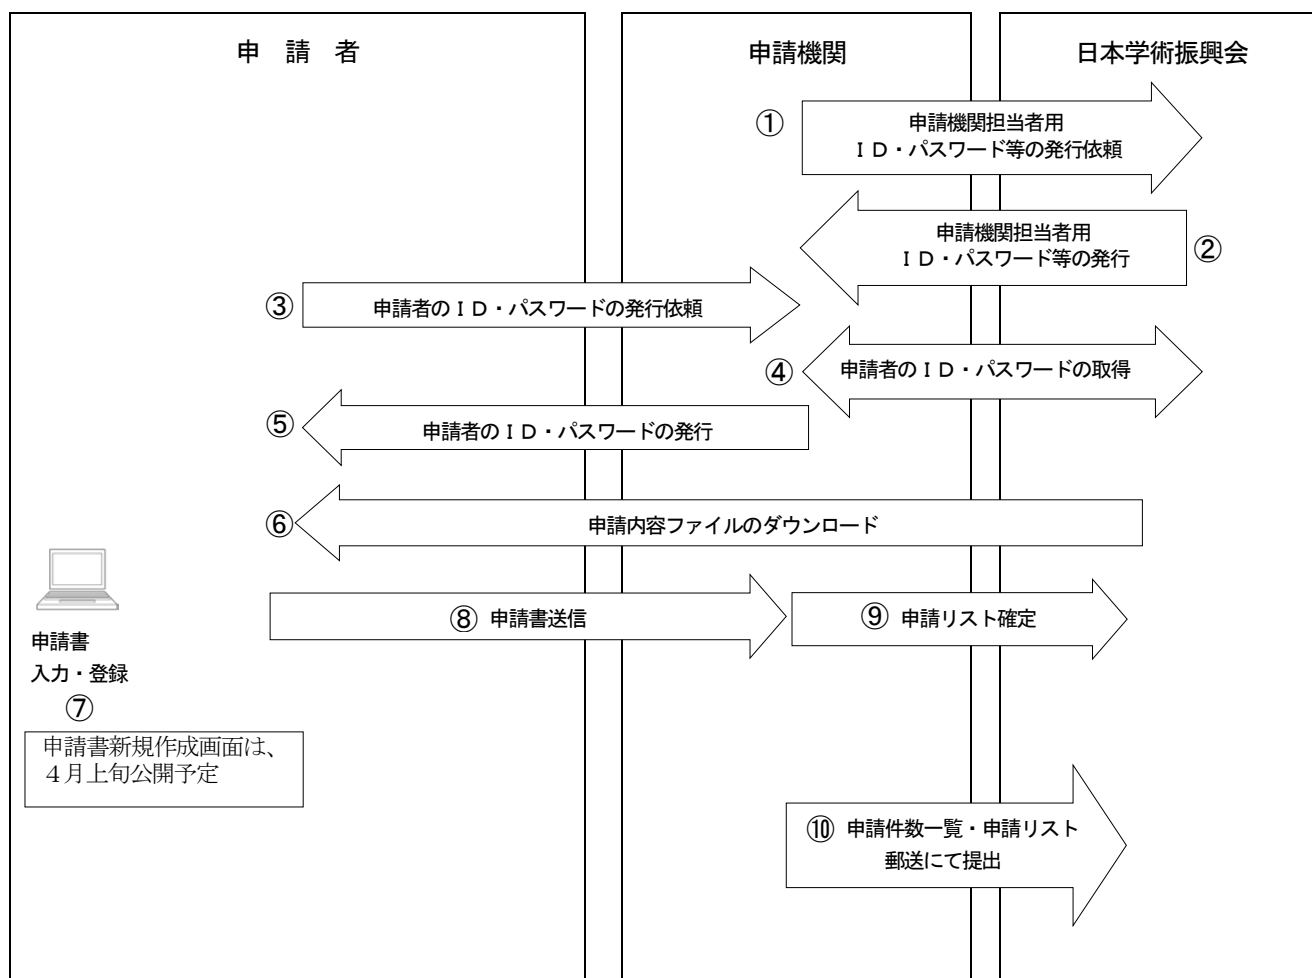 申　請　者
申請機関
日本学術振興会
①
申請機関担当者用
ＩＤ・パスワード等の発行依頼
申請機関担当者用
ＩＤ・パスワード等の発行
②
③
申請者のＩＤ・パスワードの発行依頼
④
申請者のＩＤ・パスワードの取得
⑤
申請者のＩＤ・パスワードの発行
⑥
申請内容ファイルのダウンロード
⑧ 申請書送信
⑨ 申請リスト確定
申請書
入力・登録
⑦
申請書新規作成画面は、
４月上旬公開予定
⑩ 申請件数一覧・申請リスト
郵送にて提出